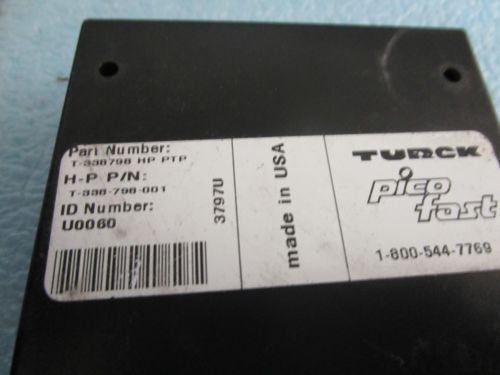 Part Number:
T-338798 HP PTP
H-P P/N:
T-338-798-001
ID Number:
U0060
3797U
made in USA
TURCK
pico
fast
1-800-544-7769